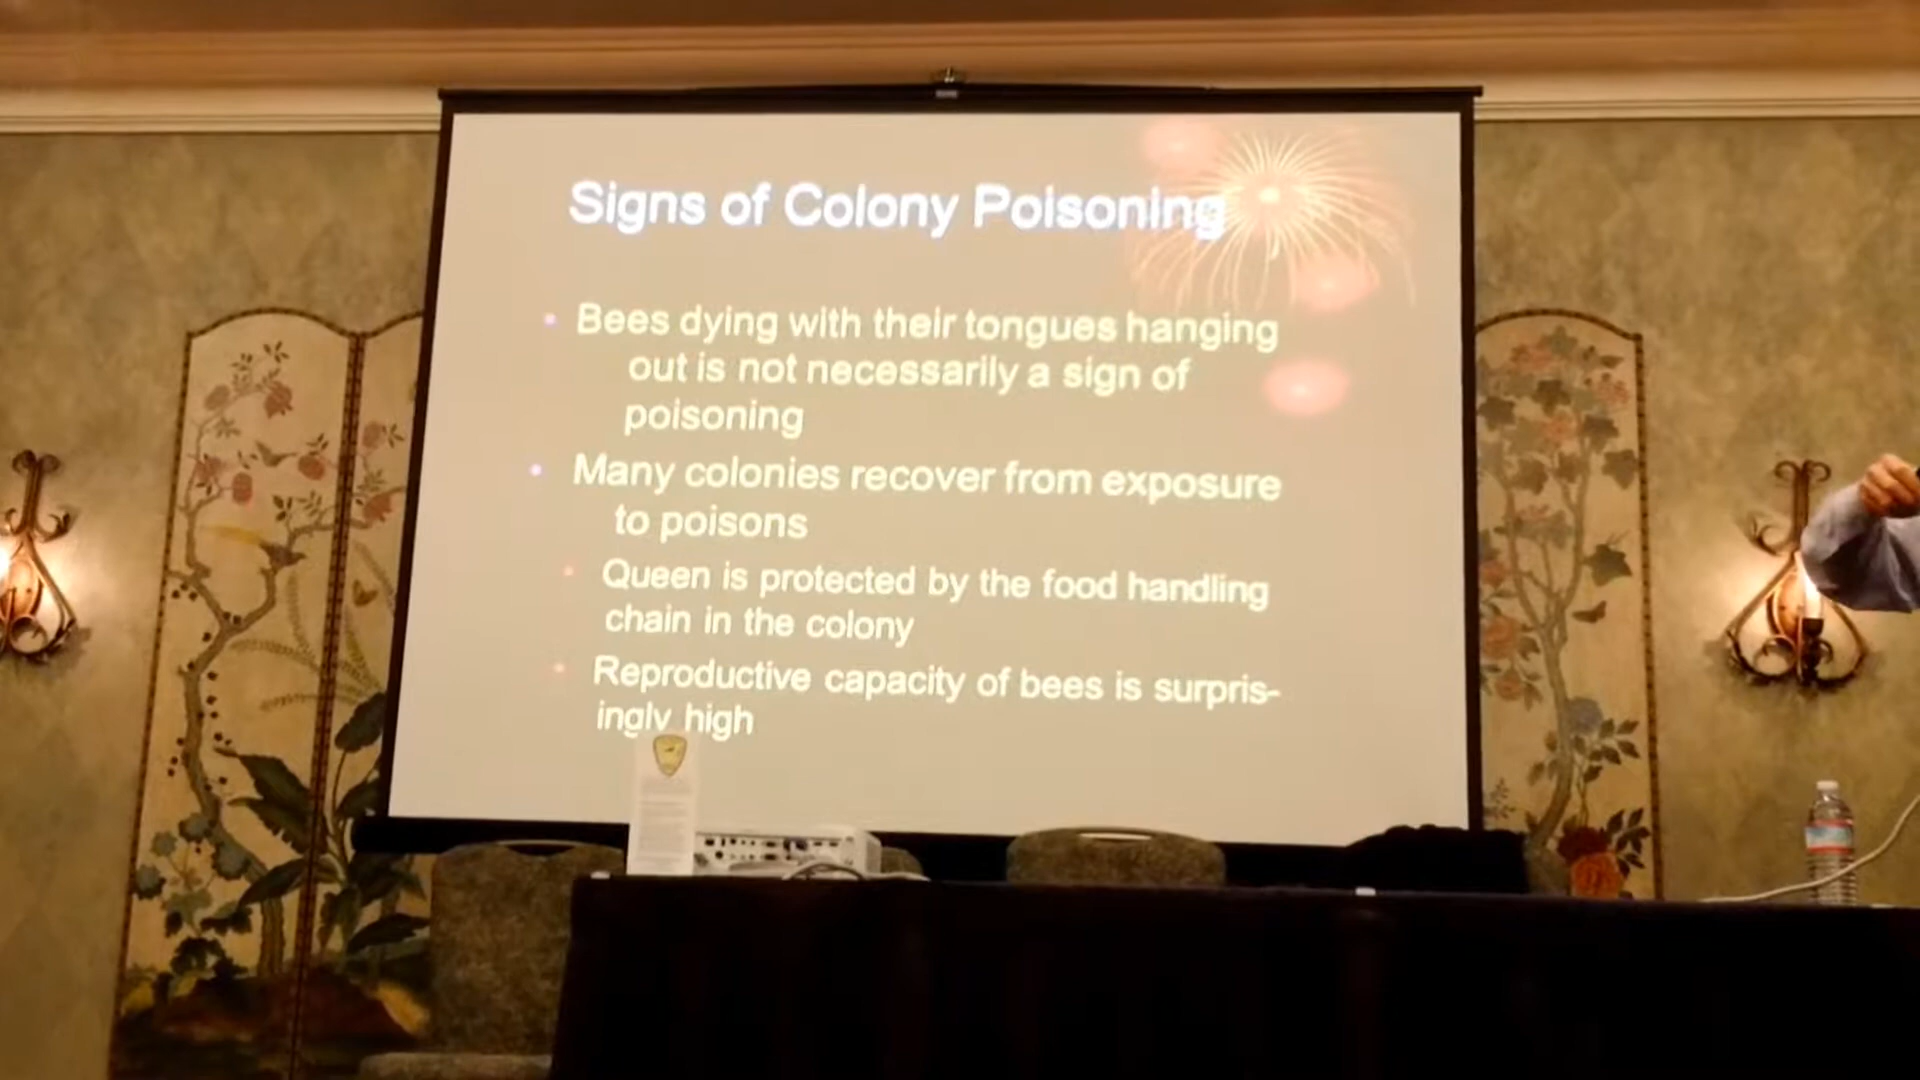 Signs of Colony Poisoning
Bees dying with their tongues hanging
out is not necessarily a sign of
poisoning
Many colonies recover from exposure
to poisons
Queen is protected by the food handling
chain in the colony
Reproductive capacity of bees is surpris-
ingly high